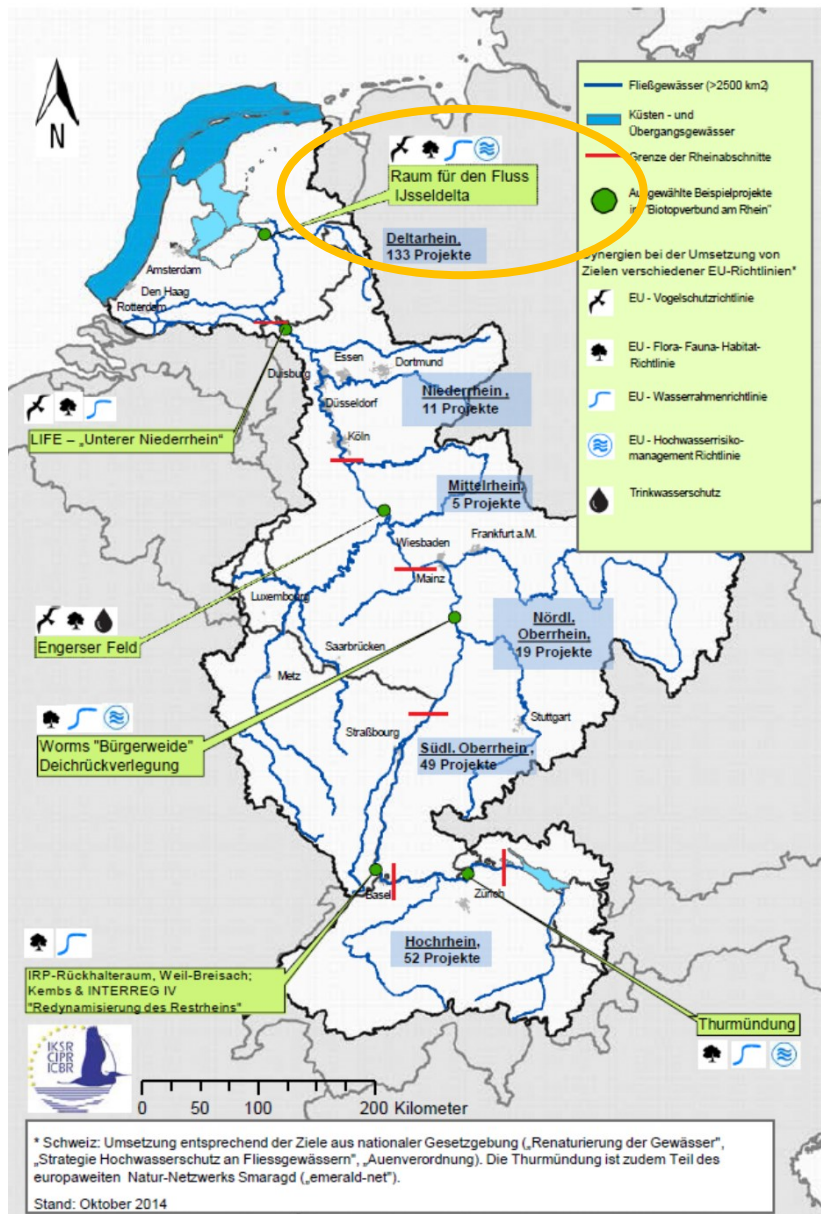 N
Fließgewässer (>2500 km2)
Küsten - und
Übergangsgewässer
Grenze der Rheinabschnitte
Ausgewählte Beispielprojekte
im "Biotopverbund am Rhein"
Synergien bei der Umsetzung von
Zielen verschiedener EU-Richtlinien*
EU - Vogelschutzrichtlinie
EU - Flora- Fauna- Habitat-
Richtlinie
EU - Wasserrahmenrichtlinie
EU - Hochwasserrisiko-
management Richtlinie
Trinkwasserschutz
Raum für den Fluss
IJsseldelta
Deltarhein,
133 Projekte
Amsterdam
Den Haag
Rotterdam
Essen
Dortmund
Duisburg
Düsseldorf
Niederrhein ,
11 Projekte
LIFE – „Unterer Niederrhein“
Köln
Mittelrhein,
5 Projekte
Wiesbaden
Frankfurt a.M.
Mainz
Luxembourg
Engerser Feld
Saarbrücken
Metz
Nördl.
Oberrhein,
19 Projekte
Worms "Bürgerweide"
Deichrückverlegung
Straßbourg
Stuttgart
Südl. Oberrhein ,
49 Projekte
Basel
Zürich
Hochrhein,
52 Projekte
IRP-Rückhalteraum, Weil-Breisach;
Kembs & INTERREG IV
"Redynamisierung des Restrheins"
Thurmündung
IKSR
CIPR
ICBR
0 50 100 200 Kilometer
* Schweiz: Umsetzung entsprechend der Ziele aus nationaler Gesetzgebung („Renaturierung der Gewässer",
„Strategie Hochwasserschutz an Fliessgewässern", „Auenverordnung). Die Thurmündung ist zudem Teil des
europaweiten Natur-Netzwerks Smaragd („emerald-net").
Stand: Oktober 2014